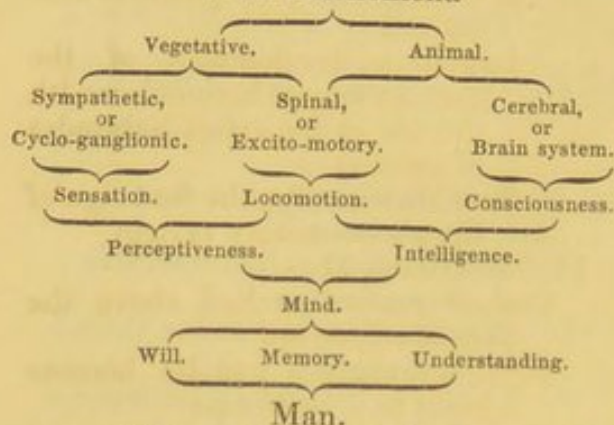 Vegetative. Animal.
Sympathetic, Spinal, Cerebral,
or or or
Cyclo-ganglionic. Excito-motory. Brain system.
Sensation. Locomotion. Consciousness.
Perceptiveness. Intelligence.
Mind.
Will. Memory. Understanding.
Man.